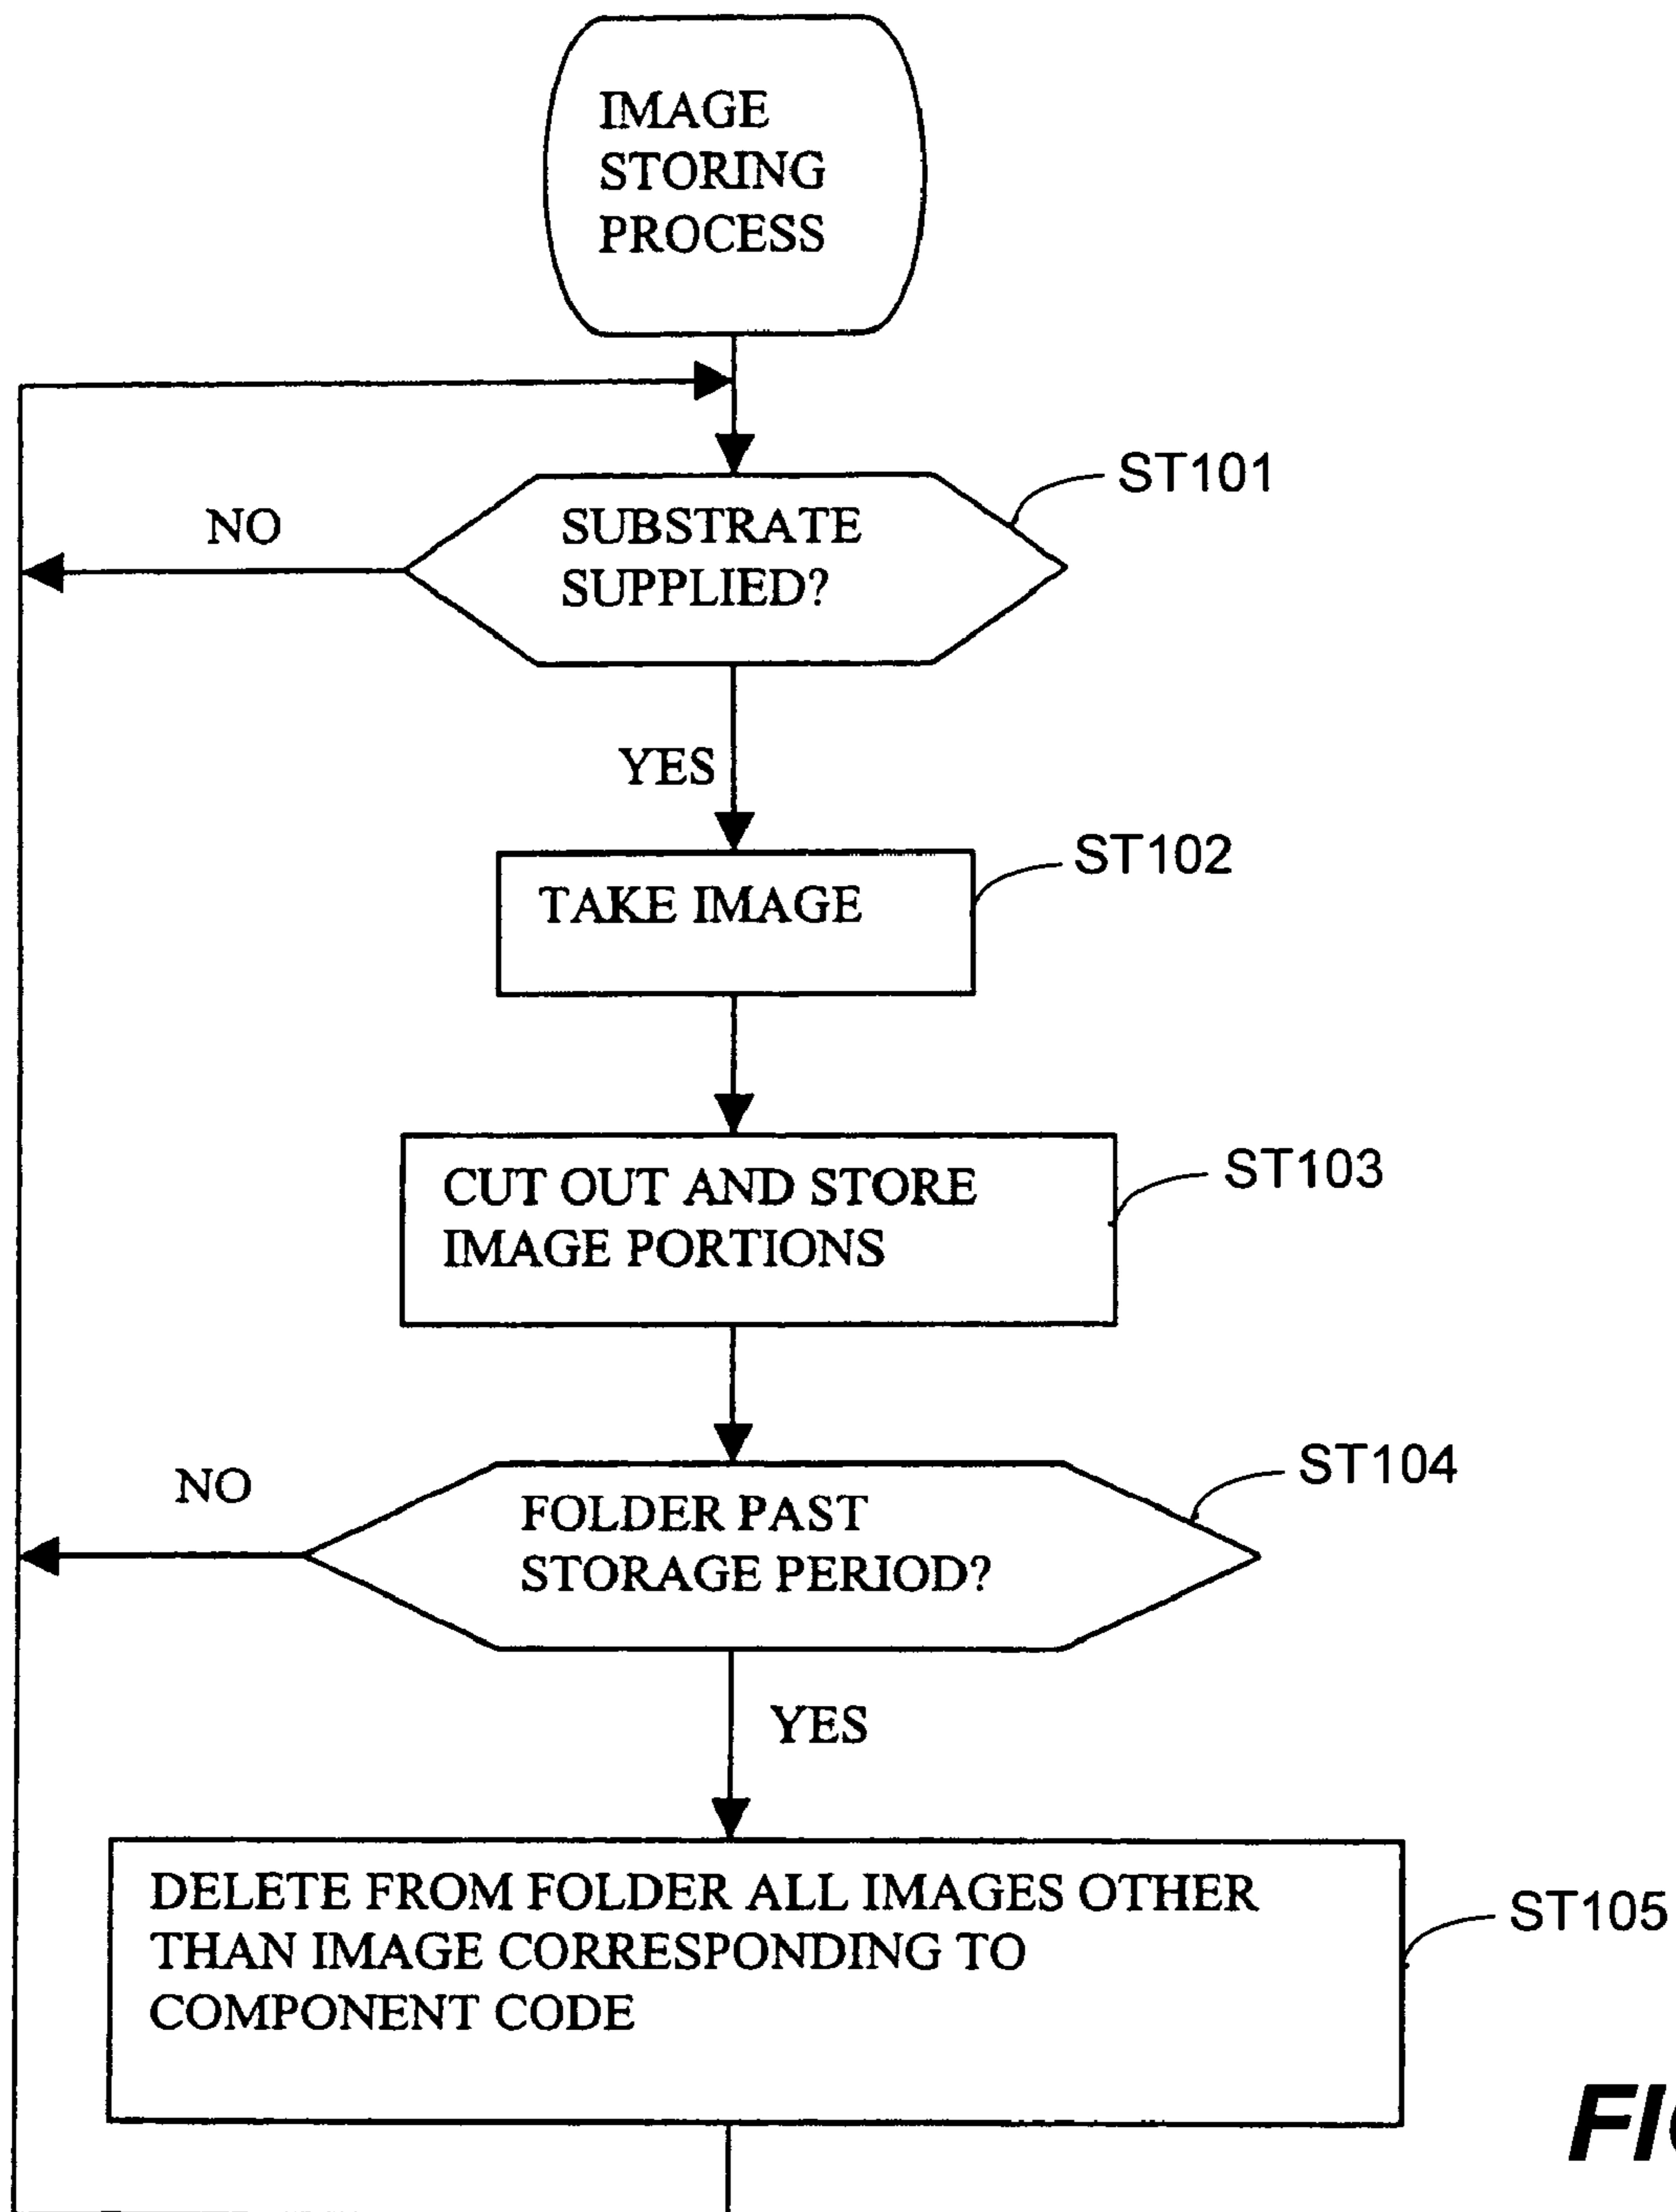 IMAGE
STORING
PROCESS
ST101
NO
SUBSTRATE
SUPPLIED?
YES
ST102
TAKE IMAGE
ST103
CUT OUT AND STORE
IMAGE PORTIONS
ST104
NO
FOLDER PAST
STORAGE PERIOD?
YES
DELETE FROM FOLDER ALL IMAGES OTHER
THAN IMAGE CORRESPONDING TO
COMPONENT CODE
ST105